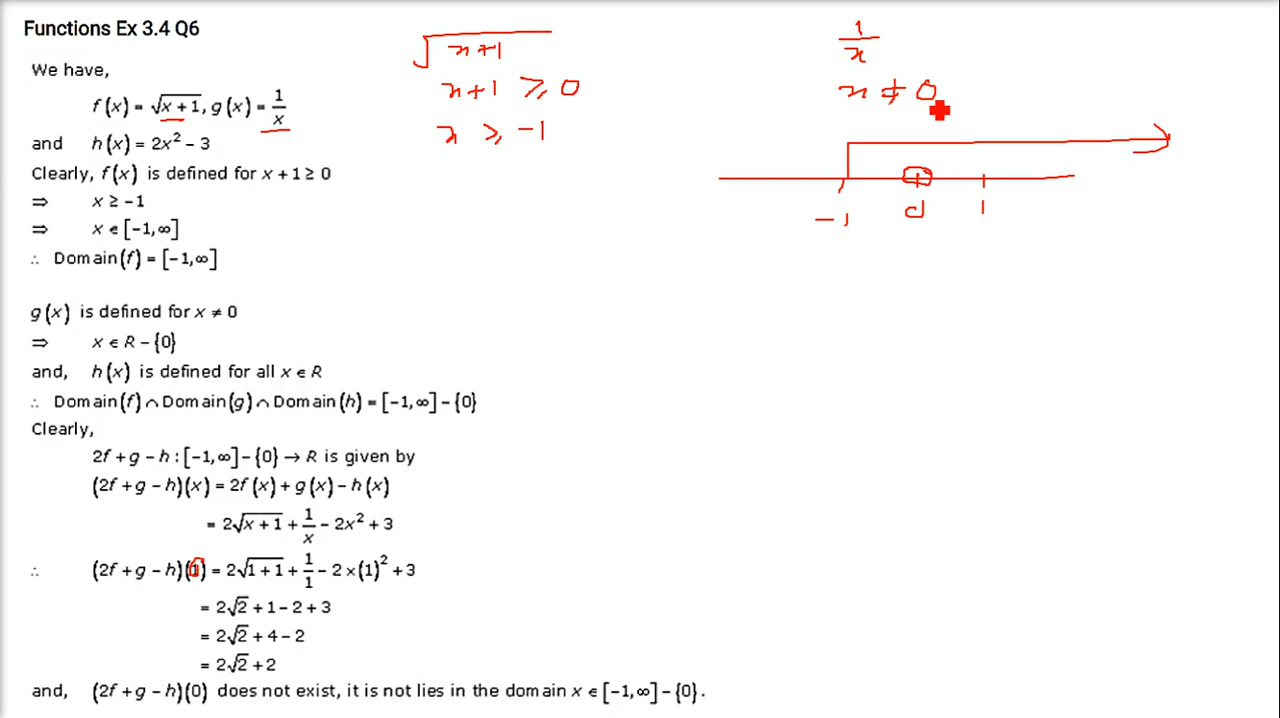 Functions Ex 3.4 Q6
We have,
f(x) = √(x + 1), g(x) = 1/x
and h(x) = 2x² − 3
Clearly, f(x) is defined for x + 1 ≥ 0
⇒ x ≥ −1
⇒ x ∊ [−1, ∞]
∴ Domain(f) = [−1, ∞]
g(x) is defined for x ≠ 0
⇒ x ∊ R − {0}
and, h(x) is defined for all x ∊ R
∴ Domain(f) ∩ Domain(g) ∩ Domain(h) = [−1, ∞] − {0}
Clearly,
2f + g − h : [−1, ∞] − {0} → R is given by
(2f + g − h)(x) = 2f(x) + g(x) − h(x)
= 2√(x + 1) + 1/x − 2x² + 3
∴ (2f + g − h)(1) = 2√(1 + 1) + 1/1 − 2 × (1)² + 3
= 2√2 + 1 − 2 + 3
= 2√2 + 4 − 2
= 2√2 + 2
and, (2f + g − h)(0) does not exist, it is not lies in the domain x ∊ [−1, ∞] − {0}.
√(x+1)
x+1 ≥ 0
x ≥ −1
1/x
x ≠ 0
−1 0 1